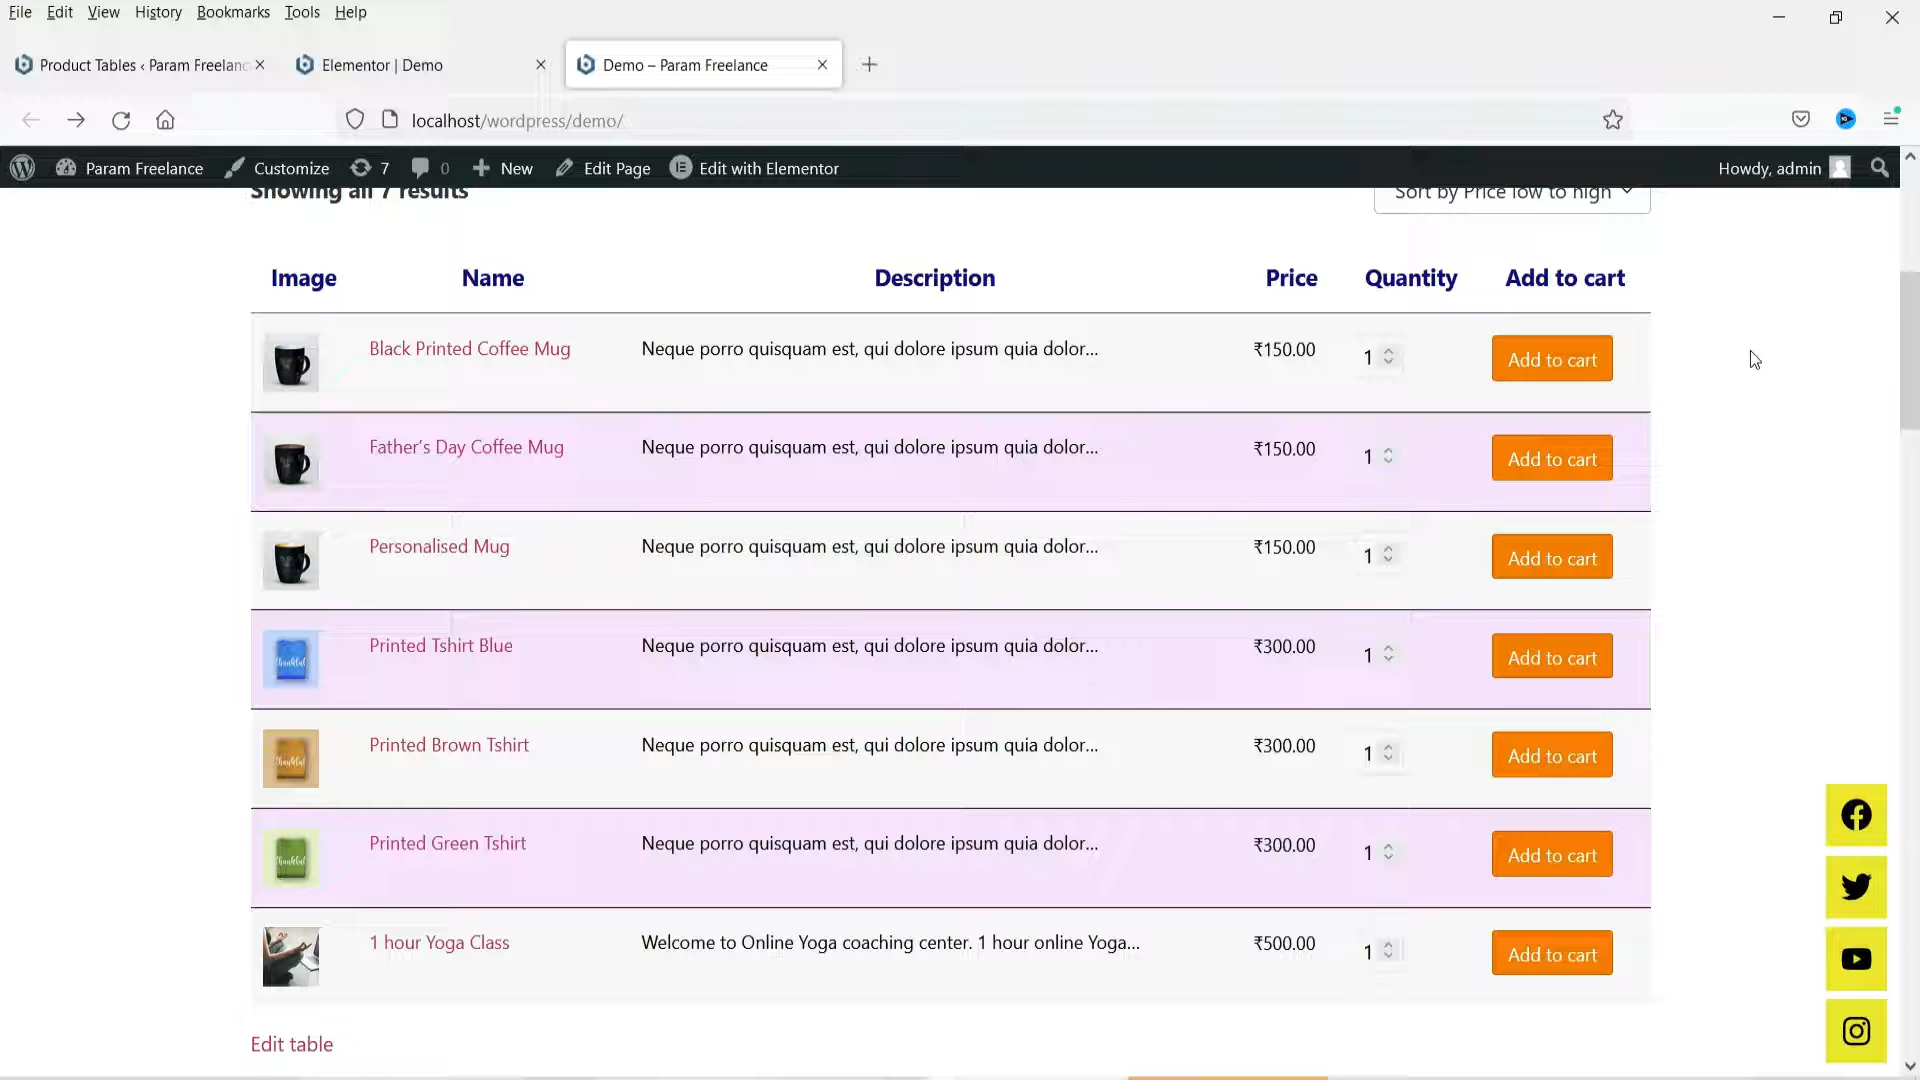 File Edit View History Bookmarks Tools Help
Product Tables ‹ Param Freelanc
Elementor | Demo
Demo – Param Freelance
localhost/wordpress/demo/
Param Freelance Customize 7 0 New Edit Page Edit with Elementor Howdy, admin
Showing all 7 results Sort by Price low to high
Image Name Description Price Quantity Add to cart
Black Printed Coffee Mug Neque porro quisquam est, qui dolore ipsum quia dolor... ₹150.00 1 Add to cart
Father’s Day Coffee Mug Neque porro quisquam est, qui dolore ipsum quia dolor... ₹150.00 1 Add to cart
Personalised Mug Neque porro quisquam est, qui dolore ipsum quia dolor... ₹150.00 1 Add to cart
Printed Tshirt Blue Neque porro quisquam est, qui dolore ipsum quia dolor... ₹300.00 1 Add to cart
Printed Brown Tshirt Neque porro quisquam est, qui dolore ipsum quia dolor... ₹300.00 1 Add to cart
Printed Green Tshirt Neque porro quisquam est, qui dolore ipsum quia dolor... ₹300.00 1 Add to cart
1 hour Yoga Class Welcome to Online Yoga coaching center. 1 hour online Yoga... ₹500.00 1 Add to cart
Edit table